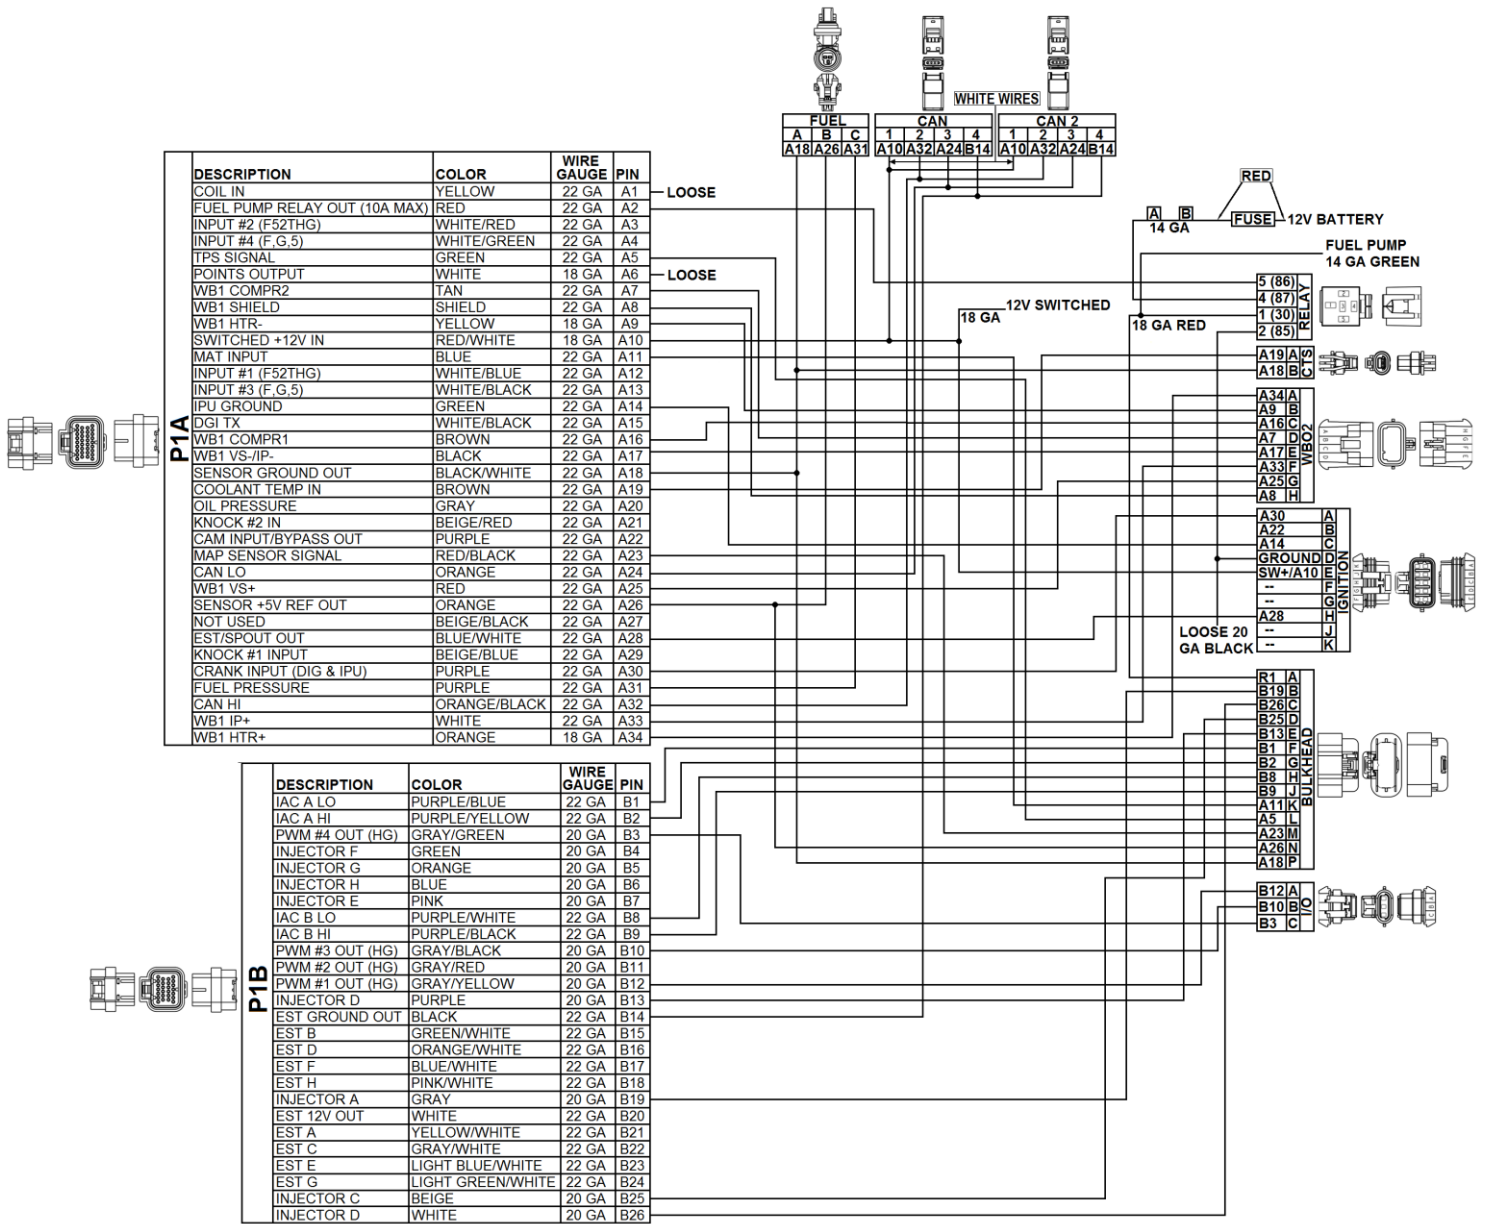 WHITE WIRES
FUEL
A B C
A18 A26 A31
CAN
1 2 3 4
A10 A32 A24 B14
CAN 2
1 2 3 4
A10 A32 A24 B14
P1A
DESCRIPTION COLOR WIRE GAUGE PIN
COIL IN YELLOW 22 GA A1 LOOSE
FUEL PUMP RELAY OUT (10A MAX) RED 22 GA A2
INPUT #2 (F52THG) WHITE/RED 22 GA A3
INPUT #4 (F,G,5) WHITE/GREEN 22 GA A4
TPS SIGNAL GREEN 22 GA A5
POINTS OUTPUT WHITE 18 GA A6 LOOSE
WB1 COMPR2 TAN 22 GA A7
WB1 SHIELD SHIELD 22 GA A8
WB1 HTR- YELLOW 18 GA A9
SWITCHED +12V IN RED/WHITE 18 GA A10
MAT INPUT BLUE 22 GA A11
INPUT #1 (F52THG) WHITE/BLUE 22 GA A12
INPUT #3 (F,G,5) WHITE/BLACK 22 GA A13
IPU GROUND GREEN 22 GA A14
DGI TX WHITE/BLACK 22 GA A15
WB1 COMPR1 BROWN 22 GA A16
WB1 VS-/IP- BLACK 22 GA A17
SENSOR GROUND OUT BLACK/WHITE 22 GA A18
COOLANT TEMP IN BROWN 22 GA A19
OIL PRESSURE GRAY 22 GA A20
KNOCK #2 IN BEIGE/RED 22 GA A21
CAM INPUT/BYPASS OUT PURPLE 22 GA A22
MAP SENSOR SIGNAL RED/BLACK 22 GA A23
CAN LO ORANGE 22 GA A24
WB1 VS+ RED 22 GA A25
SENSOR +5V REF OUT ORANGE 22 GA A26
NOT USED BEIGE/BLACK 22 GA A27
EST/SPOUT OUT BLUE/WHITE 22 GA A28
KNOCK #1 INPUT BEIGE/BLUE 22 GA A29
CRANK INPUT (DIG & IPU) PURPLE 22 GA A30
FUEL PRESSURE PURPLE 22 GA A31
CAN HI ORANGE/BLACK 22 GA A32
WB1 IP+ WHITE 22 GA A33
WB1 HTR+ ORANGE 18 GA A34
P1B
DESCRIPTION COLOR WIRE GAUGE PIN
IAC A LO PURPLE/BLUE 22 GA B1
IAC A HI PURPLE/YELLOW 22 GA B2
PWM #4 OUT (HG) GRAY/GREEN 20 GA B3
INJECTOR F GREEN 20 GA B4
INJECTOR G ORANGE 20 GA B5
INJECTOR H BLUE 20 GA B6
INJECTOR E PINK 20 GA B7
IAC B LO PURPLE/WHITE 22 GA B8
IAC B HI PURPLE/BLACK 22 GA B9
PWM #3 OUT (HG) GRAY/BLACK 20 GA B10
PWM #2 OUT (HG) GRAY/RED 20 GA B11
PWM #1 OUT (HG) GRAY/YELLOW 20 GA B12
INJECTOR D PURPLE 20 GA B13
EST GROUND OUT BLACK 22 GA B14
EST B GREEN/WHITE 22 GA B15
EST D ORANGE/WHITE 22 GA B16
EST F BLUE/WHITE 22 GA B17
EST H PINK/WHITE 22 GA B18
INJECTOR A GRAY 20 GA B19
EST 12V OUT WHITE 22 GA B20
EST A YELLOW/WHITE 22 GA B21
EST C GRAY/WHITE 22 GA B22
EST E LIGHT BLUE/WHITE 22 GA B23
EST G LIGHT GREEN/WHITE 22 GA B24
INJECTOR C BEIGE 20 GA B25
INJECTOR D WHITE 20 GA B26
RED
A B
14 GA
FUSE 12V BATTERY
FUEL PUMP
14 GA GREEN
12V SWITCHED
18 GA
18 GA RED
RELAY
5 (86)
4 (87)
1 (30)
2 (85)
CTS
A19 A
A18 B
WBO2
A34 A
A9 B
A16 C
A7 D
A17 E
A33 F
A25 G
A8 H
IGNITION
A30 A
A22 B
A14 C
GROUND D
SW+/A10 E
-- F
-- G
A28 H
-- J
-- K
LOOSE 20
GA BLACK
BULKHEAD
R1 A
B19 B
B26 C
B25 D
B13 E
B1 F
B2 G
B8 H
B9 J
A11 K
A5 L
A23 M
A26 N
A18 P
I/O
B12 A
B10 B
B3 C